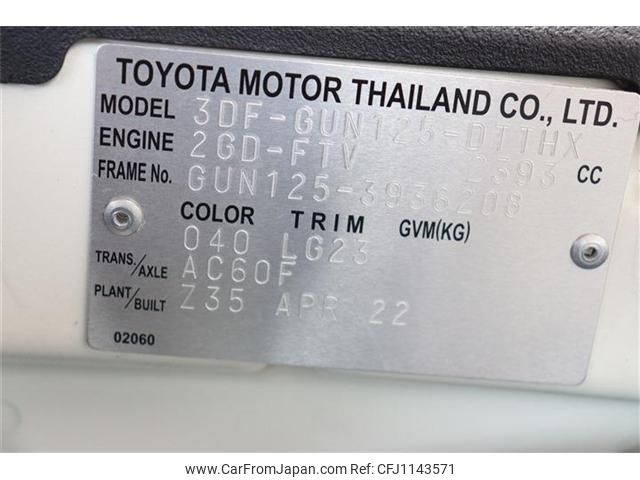 TOYOTA MOTOR THAILAND CO., LTD.
MODEL 3DF-GUN125-DTTHX
ENGINE 2GD-FTV 2393 CC
FRAME No. GUN125-3936208
COLOR TRIM GVM(KG)
040 LG23
TRANS./AXLE AC60F
PLANT/BUILT Z35 APR 22
02060
www.CarFromJapan.com CFJ1143571